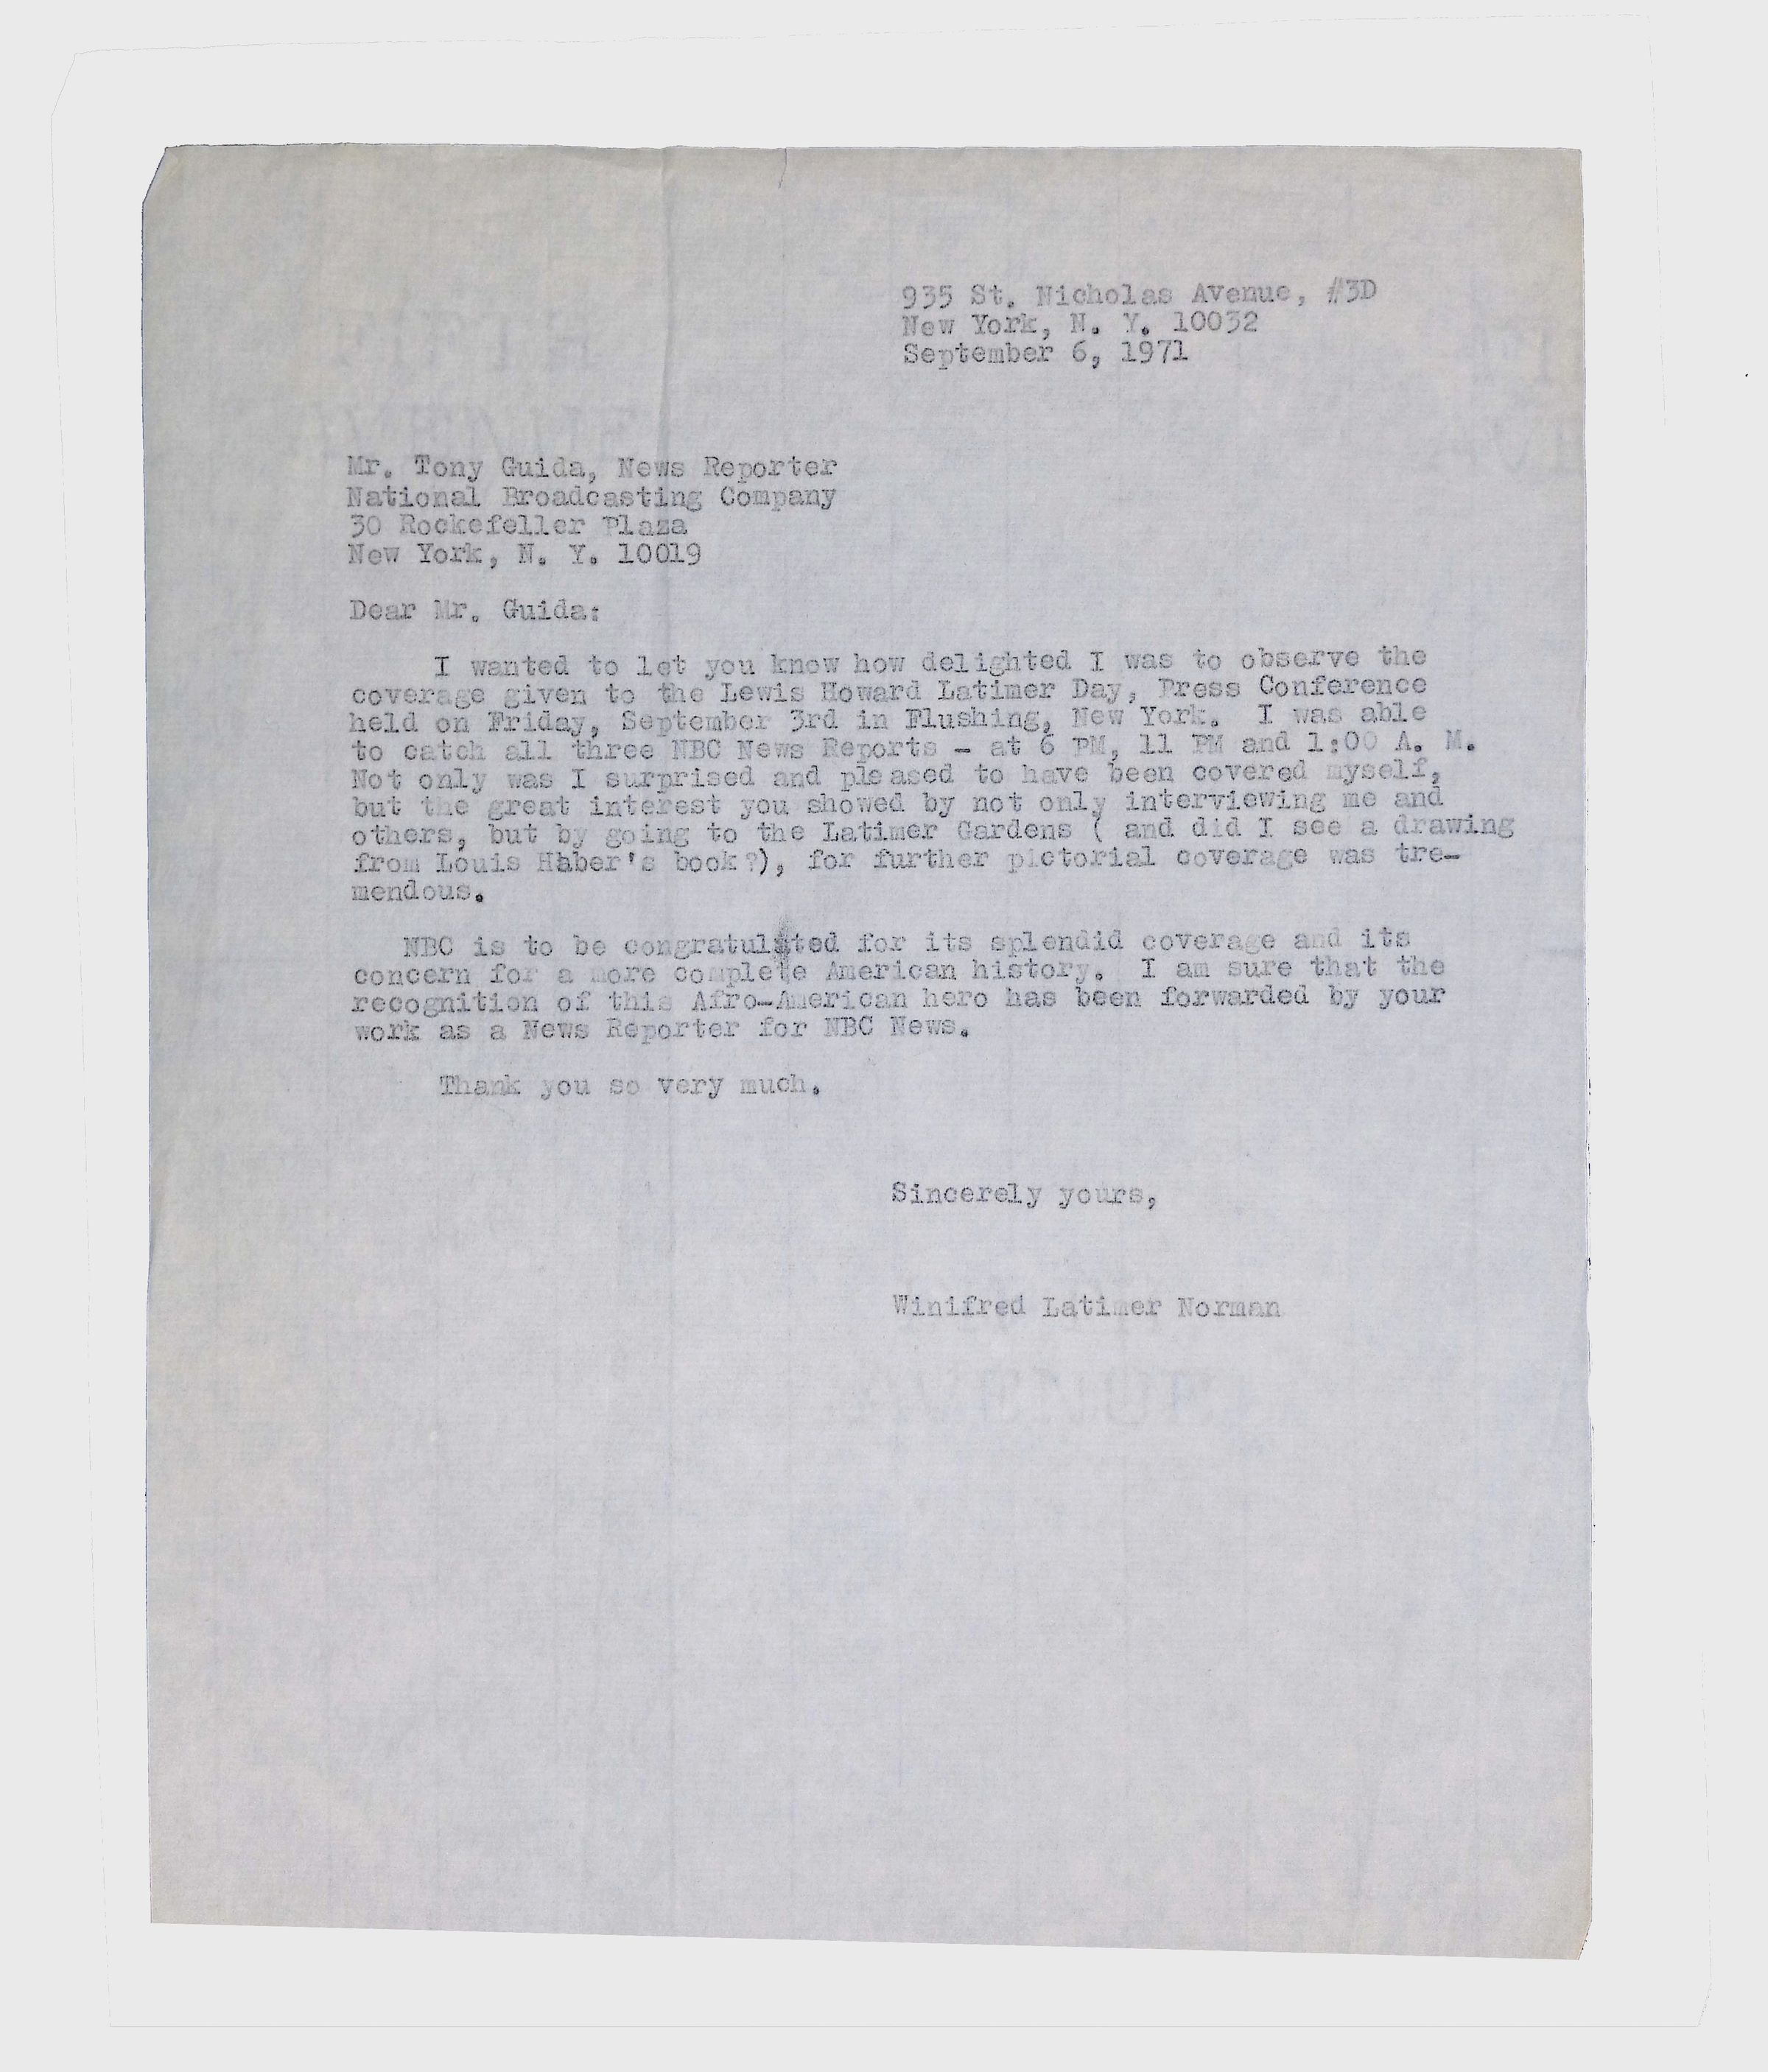 935 St. Nicholas Avenue, #3D
New York, N. Y. 10032
September 6, 1971
Mr. Tony Guida, News Reporter
National Broadcasting Company
30 Rockefeller Plaza
New York, N. Y. 10019
Dear Mr. Guida:
I wanted to let you know how delighted I was to observe the
coverage given to the Lewis Howard Latimer Day, Press Conference
held on Friday, September 3rd in Flushing, New York. I was able
to catch all three NBC News Reports - at 6 PM, 11 PM and 1:00 A. M.
Not only was I surprised and pleased to have been covered myself,
but the great interest you showed by not only interviewing me and
others, but by going to the Latimer Gardens ( and did I see a drawing
from Louis Haber's book?), for further pictorial coverage was tre-
mendous.
NBC is to be congratulated for its splendid coverage and its
concern for a more complete American history. I am sure that the
recognition of this Afro-American hero has been forwarded by your
work as a News Reporter for NBC News.
Thank you so very much.
Sincerely yours,
Winifred Latimer Norman